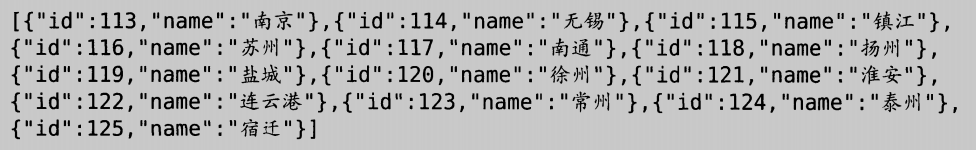 [{"id":113,"name":"南京"},{"id":114,"name":"无锡"},{"id":115,"name":"镇江"},
{"id":116,"name":"苏州"},{"id":117,"name":"南通"},{"id":118,"name":"扬州"},
{"id":119,"name":"盐城"},{"id":120,"name":"徐州"},{"id":121,"name":"淮安"},
{"id":122,"name":"连云港"},{"id":123,"name":"常州"},{"id":124,"name":"泰州"},
{"id":125,"name":"宿迁"}]